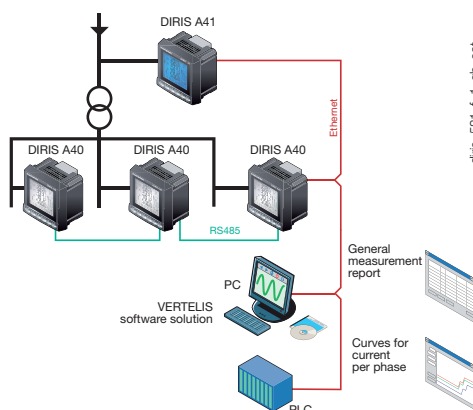 DIRIS A41
DIRIS A40
DIRIS A40
DIRIS A40
Ethernet
RS485
General
measurement
report
PC
VERTELIS
software solution
Curves for
current
per phase
PLC